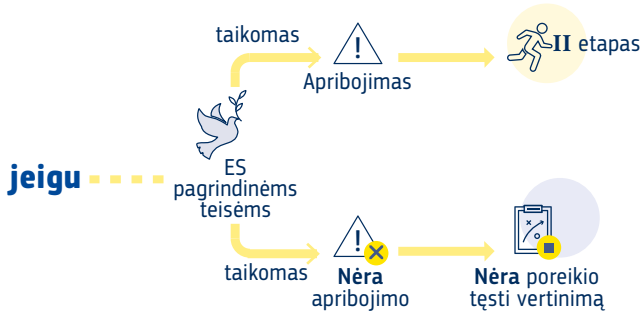 taikomas
Apribojimas
II etapas
jeigu
ES
pagrindinėms
teisėms
taikomas
Nėra
apribojimo
Nėra poreikio
tęsti vertinimą